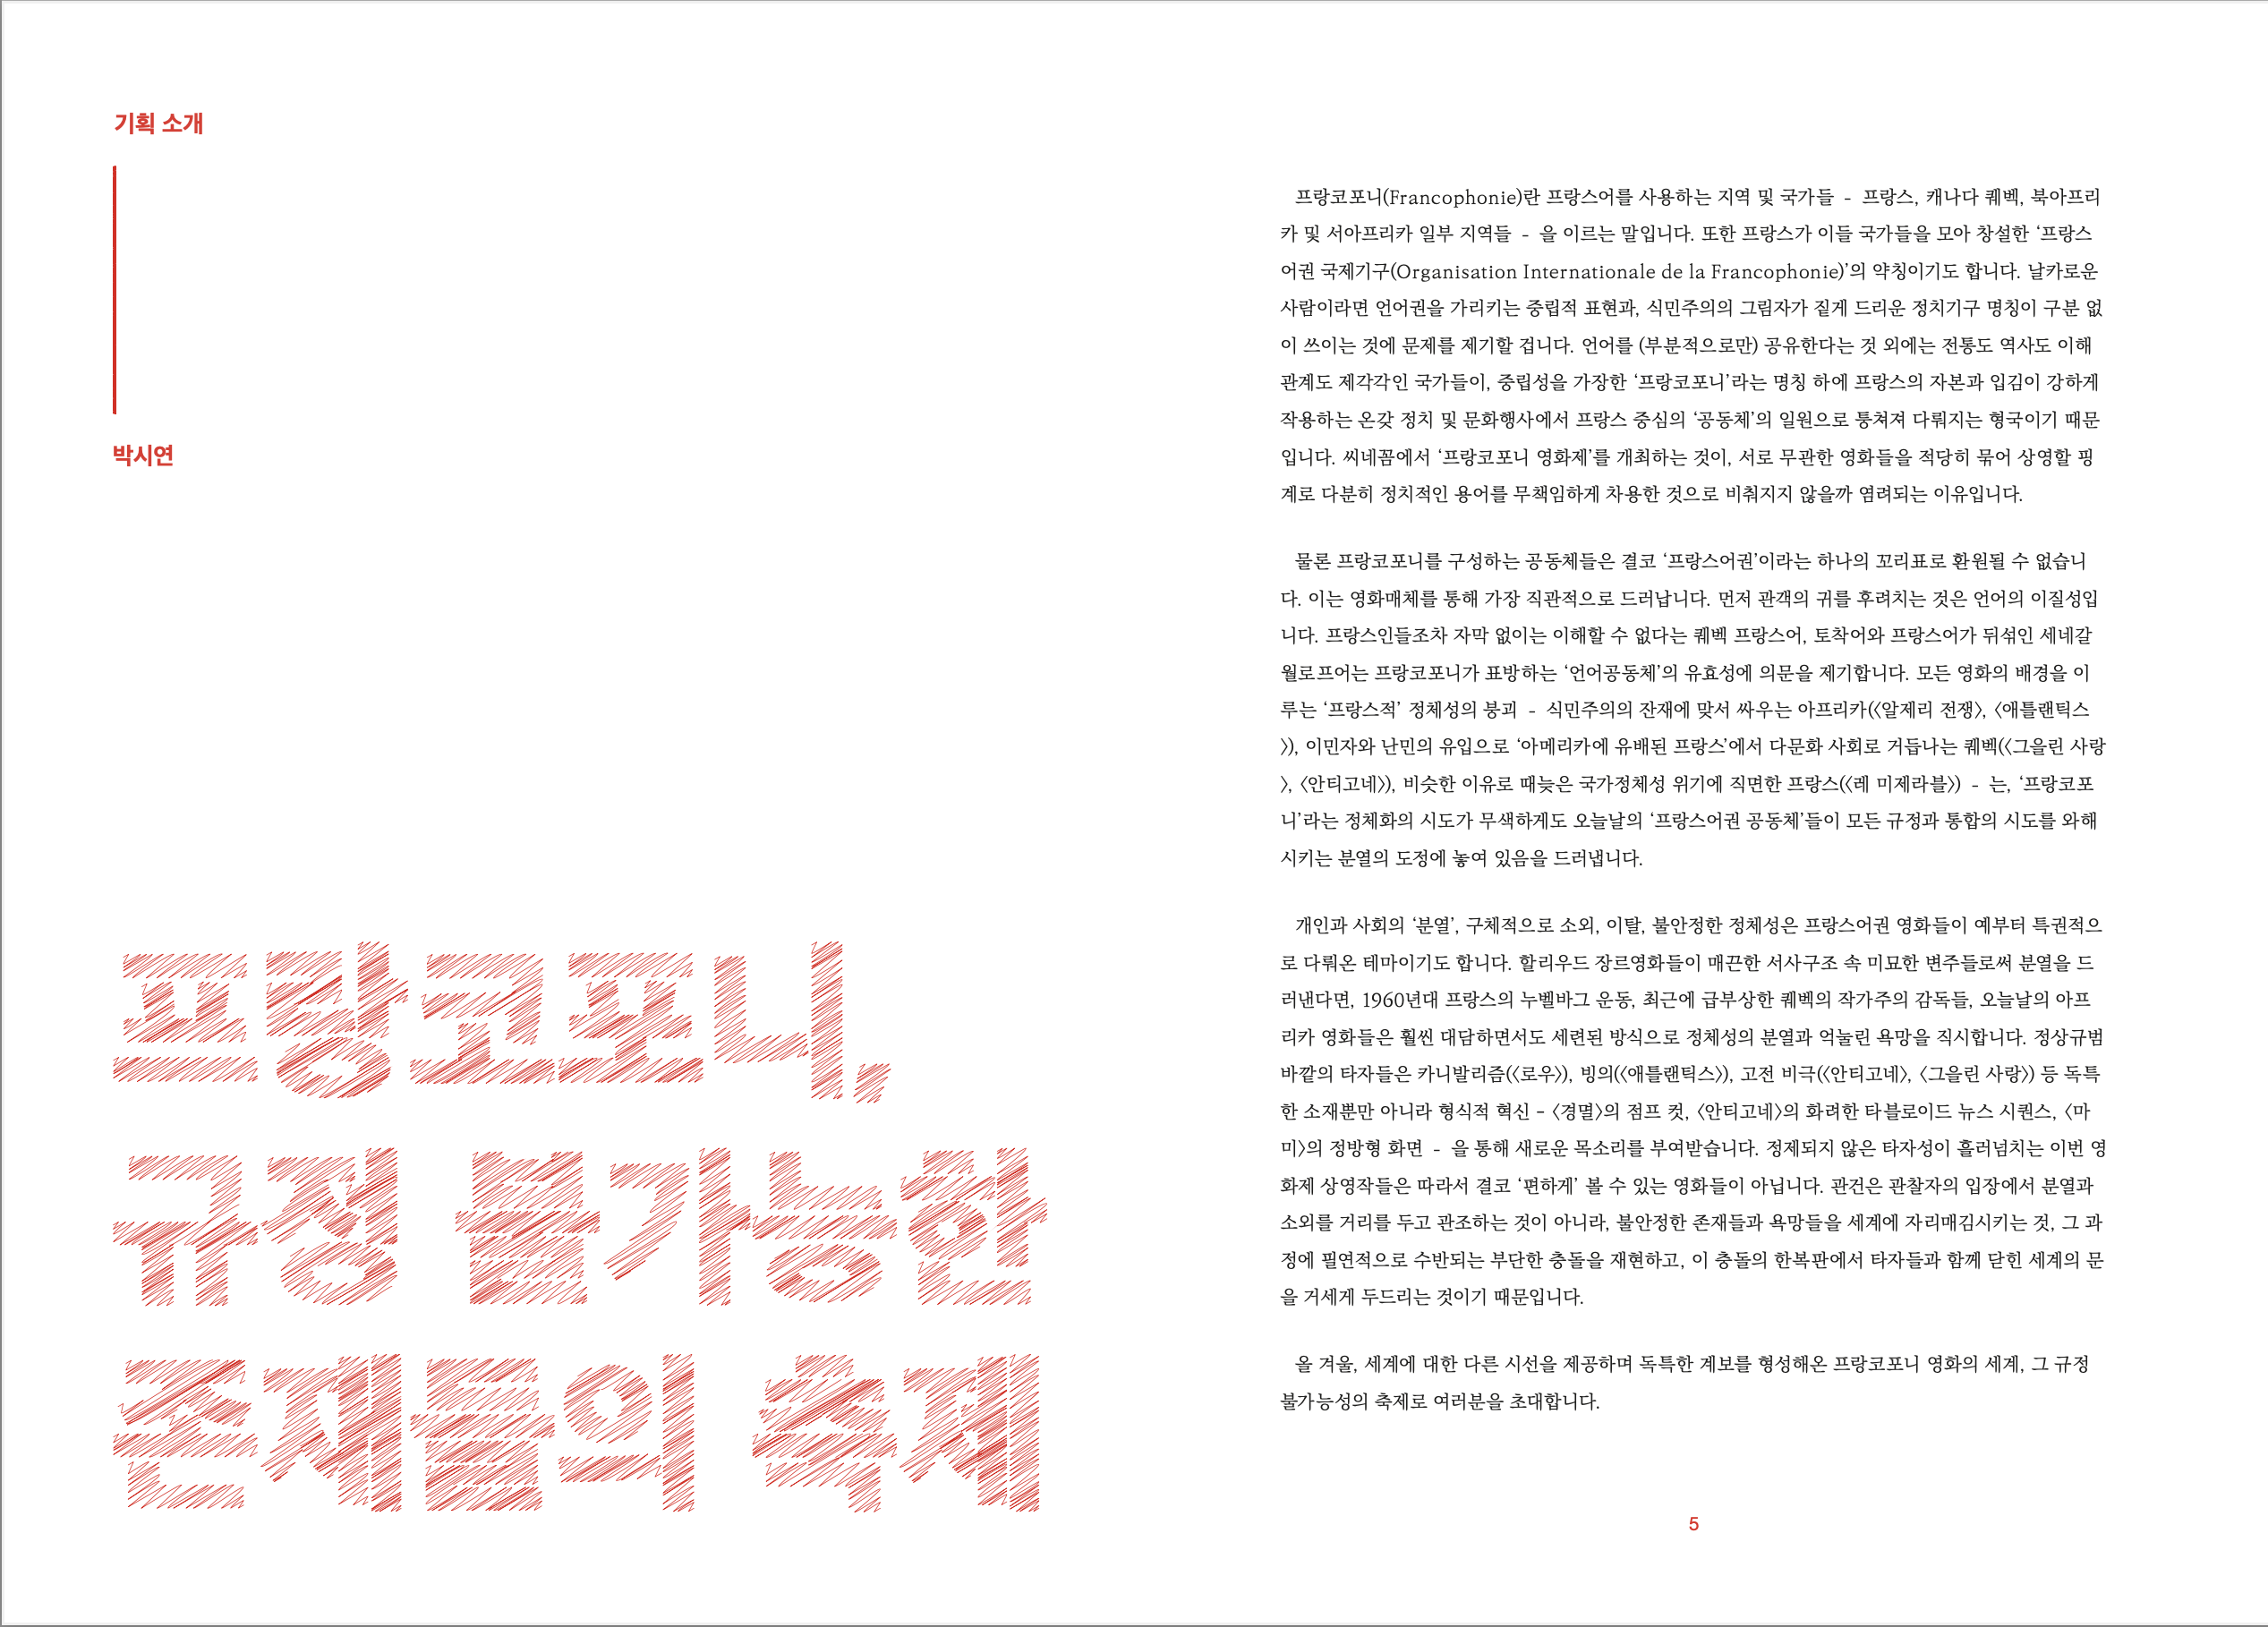 기획 소개
박시연
프랑코포니,
규정 불가능한
존재들의 축제
프랑코포니(Francophonie)란 프랑스어를 사용하는 지역 및 국가들 - 프랑스, 캐나다 퀘벡, 북아프리
카 및 서아프리카 일부 지역들 - 을 이르는 말입니다. 또한 프랑스가 이들 국가들을 모아 창설한 ‘프랑스
어권 국제기구(Organisation Internationale de la Francophonie)’의 약칭이기도 합니다. 날카로운
사람이라면 언어권을 가리키는 중립적 표현과, 식민주의의 그림자가 짙게 드리운 정치기구 명칭이 구분 없
이 쓰이는 것에 문제를 제기할 겁니다. 언어를 (부분적으로만) 공유한다는 것 외에는 전통도 역사도 이해
관계도 제각각인 국가들이, 중립성을 가장한 ‘프랑코포니’라는 명칭 하에 프랑스의 자본과 입김이 강하게
작용하는 온갖 정치 및 문화행사에서 프랑스 중심의 ‘공동체’의 일원으로 퉁쳐져 다뤄지는 형국이기 때문
입니다. 씨네꼼에서 ‘프랑코포니 영화제’를 개최하는 것이, 서로 무관한 영화들을 적당히 묶어 상영할 핑
계로 다분히 정치적인 용어를 무책임하게 차용한 것으로 비춰지지 않을까 염려되는 이유입니다.
물론 프랑코포니를 구성하는 공동체들은 결코 ‘프랑스어권’이라는 하나의 꼬리표로 환원될 수 없습니
다. 이는 영화매체를 통해 가장 직관적으로 드러납니다. 먼저 관객의 귀를 후려치는 것은 언어의 이질성입
니다. 프랑스인들조차 자막 없이는 이해할 수 없다는 퀘벡 프랑스어, 토착어와 프랑스어가 뒤섞인 세네갈
월로프어는 프랑코포니가 표방하는 ‘언어공동체’의 유효성에 의문을 제기합니다. 모든 영화의 배경을 이
루는 ‘프랑스적’ 정체성의 붕괴 - 식민주의의 잔재에 맞서 싸우는 아프리카(〈알제리 전쟁〉, 〈애틀랜틱스
〉), 이민자와 난민의 유입으로 ‘아메리카에 유배된 프랑스’에서 다문화 사회로 거듭나는 퀘벡(〈그을린 사랑
〉, 〈안티고네〉), 비슷한 이유로 때늦은 국가정체성 위기에 직면한 프랑스(〈레 미제라블〉) - 는, ‘프랑코포
니’라는 정체화의 시도가 무색하게도 오늘날의 ‘프랑스어권 공동체’들이 모든 규정과 통합의 시도를 와해
시키는 분열의 도정에 놓여 있음을 드러냅니다.
개인과 사회의 ‘분열’, 구체적으로 소외, 이탈, 불안정한 정체성은 프랑스어권 영화들이 예부터 특권적으
로 다뤄온 테마이기도 합니다. 할리우드 장르영화들이 매끈한 서사구조 속 미묘한 변주들로써 분열을 드
러낸다면, 1960년대 프랑스의 누벨바그 운동, 최근에 급부상한 퀘벡의 작가주의 감독들, 오늘날의 아프
리카 영화들은 훨씬 대담하면서도 세련된 방식으로 정체성의 분열과 억눌린 욕망을 직시합니다. 정상규범
바깥의 타자들은 카니발리즘(〈로우〉), 빙의(〈애틀랜틱스〉), 고전 비극(〈안티고네〉, 〈그을린 사랑〉) 등 독특
한 소재뿐만 아니라 형식적 혁신 - 〈경멸〉의 점프 컷, 〈안티고네〉의 화려한 타블로이드 뉴스 시퀀스, 〈마
미〉의 정방형 화면 - 을 통해 새로운 목소리를 부여받습니다. 정제되지 않은 타자성이 흘러넘치는 이번 영
화제 상영작들은 따라서 결코 ‘편하게’ 볼 수 있는 영화들이 아닙니다. 관건은 관찰자의 입장에서 분열과
소외를 거리를 두고 관조하는 것이 아니라, 불안정한 존재들과 욕망들을 세계에 자리매김시키는 것, 그 과
정에 필연적으로 수반되는 부단한 충돌을 재현하고, 이 충돌의 한복판에서 타자들과 함께 닫힌 세계의 문
을 거세게 두드리는 것이기 때문입니다.
올 겨울, 세계에 대한 다른 시선을 제공하며 독특한 계보를 형성해온 프랑코포니 영화의 세계, 그 규정
불가능성의 축제로 여러분을 초대합니다.
5